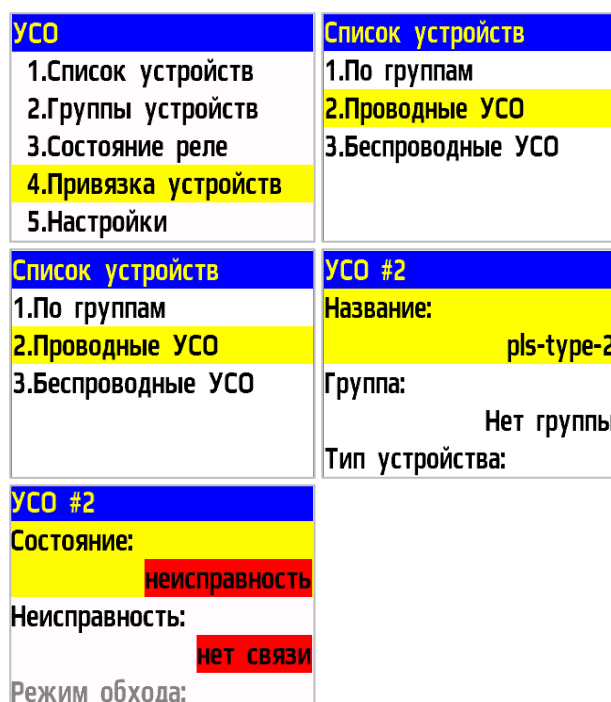 УСО
1.Список устройств
2.Группы устройств
3.Состояние реле
4.Привязка устройств
5.Настройки
Список устройств
1.По группам
2.Проводные УСО
3.Беспроводные УСО
Список устройств
1.По группам
2.Проводные УСО
3.Беспроводные УСО
УСО #2
Название:
pls-type-2
Группа:
Нет группы
Тип устройства:
УСО #2
Состояние:
неисправность
Неисправность:
нет связи
Режим обхода: